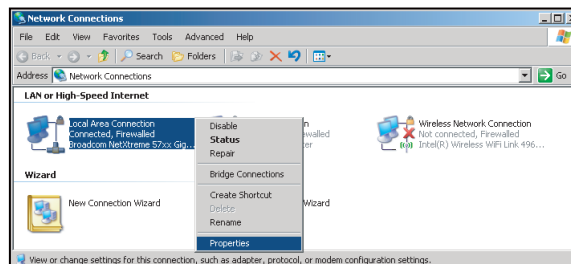 Network Connections
File Edit View Favorites Tools Advanced Help
Back Search Folders
Address Network Connections Go
LAN or High-Speed Internet
Local Area Connection
Connected, Firewalled
Broadcom NetXtreme 57xx Gig...
Wireless Network Connection
Not connected, Firewalled
Intel(R) Wireless WiFi Link 496...
Disable
Status
Repair
Bridge Connections
Create Shortcut
Delete
Rename
Properties
Wizard
New Connection Wizard
Wizard
View or change settings for this connection, such as adapter, protocol, or modem configuration settings.